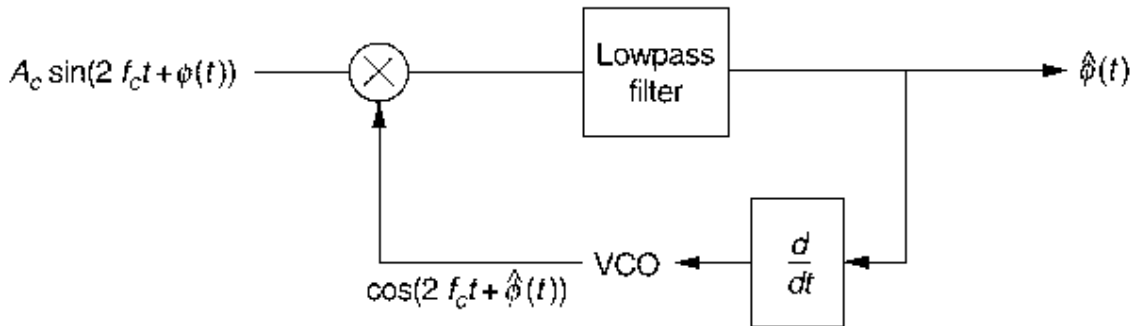 A_c sin(2 f_c t + ϕ(t))
Lowpass
filter
ϕ̂(t)
cos(2 f_c t + ϕ̂(t))
VCO
d
dt